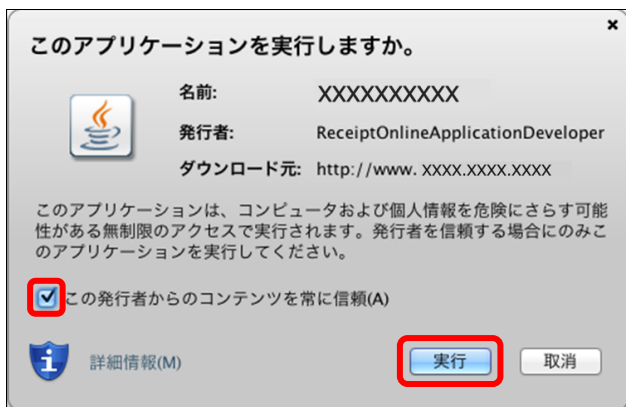 このアプリケーションを実行しますか。
名前: XXXXXXXXXX
発行者: ReceiptOnlineApplicationDeveloper
ダウンロード元: http://www. XXXX.XXXX.XXXX
このアプリケーションは、コンピュータおよび個人情報を危険にさらす可能
性がある無制限のアクセスで実行されます。発行者を信頼する場合にのみこ
のアプリケーションを実行してください。
この発行者からのコンテンツを常に信頼(A)
詳細情報(M) 実行 取消